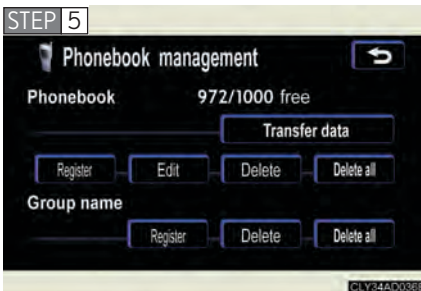 STEP 5
Phonebook management
Phonebook 972/1000 free
Transfer data
Register Edit Delete Delete all
Group name
Register Delete Delete all